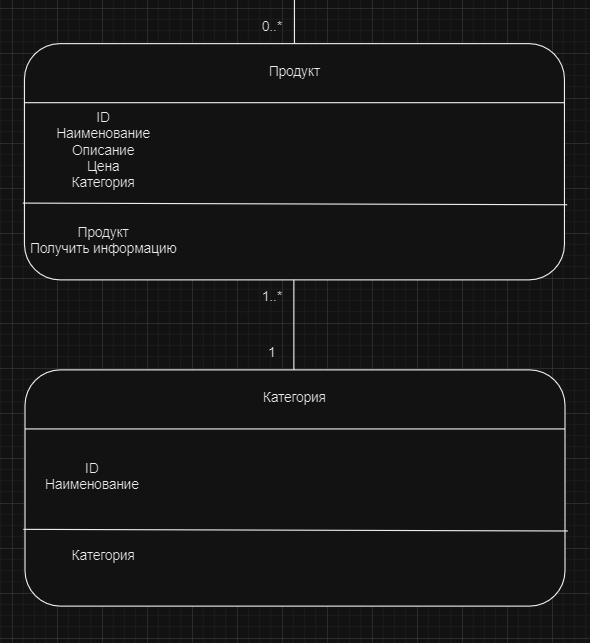 0..*
Продукт
ID
Наименование
Описание
Цена
Категория
Продукт
Получить информацию
1..*
1
Категория
ID
Наименование
Категория